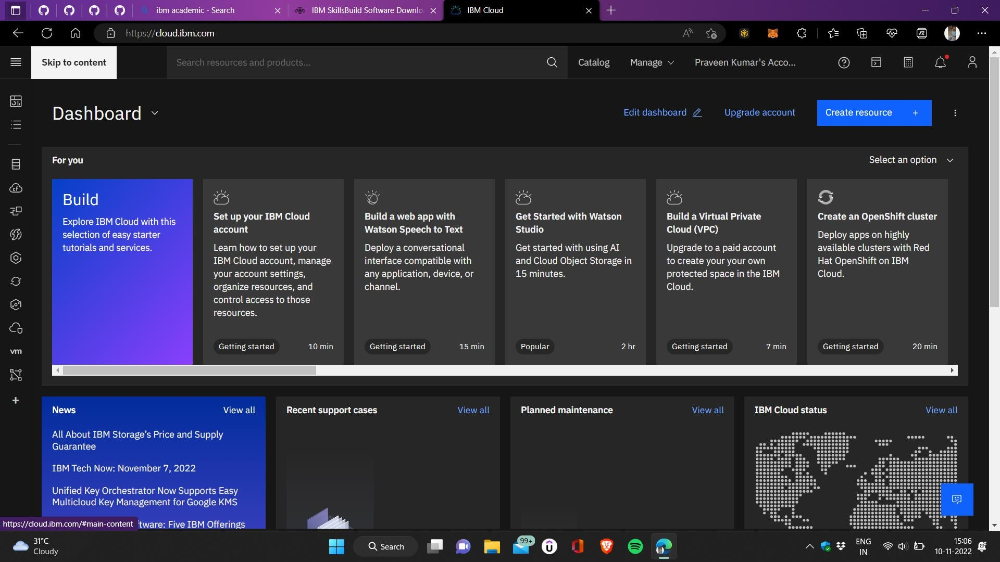 ibm academic - Search
IBM SkillsBuild Software Downlo
IBM Cloud
https://cloud.ibm.com
Skip to content
Search resources and products...
Catalog
Manage
Praveen Kumar's Acco...
Dashboard
Edit dashboard
Upgrade account
Create resource +
For you
Select an option
Build
Explore IBM Cloud with this
selection of easy starter
tutorials and services.
Set up your IBM Cloud
account
Learn how to set up your
IBM Cloud account, manage
your account settings,
organize resources, and
control access to those
resources.
Getting started
10 min
Build a web app with
Watson Speech to Text
Deploy a conversational
interface compatible with
any application, device, or
channel.
Getting started
15 min
Get Started with Watson
Studio
Get started with using AI
and Cloud Object Storage in
15 minutes.
Popular
2 hr
Build a Virtual Private
Cloud (VPC)
Upgrade to a paid account
to create your your own
protected space in the IBM
Cloud.
Getting started
7 min
Create an OpenShift cluster
Deploy apps on highly
available clusters with Red
Hat OpenShift on IBM
Cloud.
Getting started
20 min
vm
News
View all
All About IBM Storage's Price and Supply
Guarantee
IBM Tech Now: November 7, 2022
Unified Key Orchestrator Now Supports Easy
Multicloud Key Management for Google KMS
ftware: Five IBM Offerings
Recent support cases
View all
Planned maintenance
View all
IBM Cloud status
View all
https://cloud.ibm.com/#main-content
31°C
Cloudy
Search
99+
ENG
IN
15:06
10-11-2022